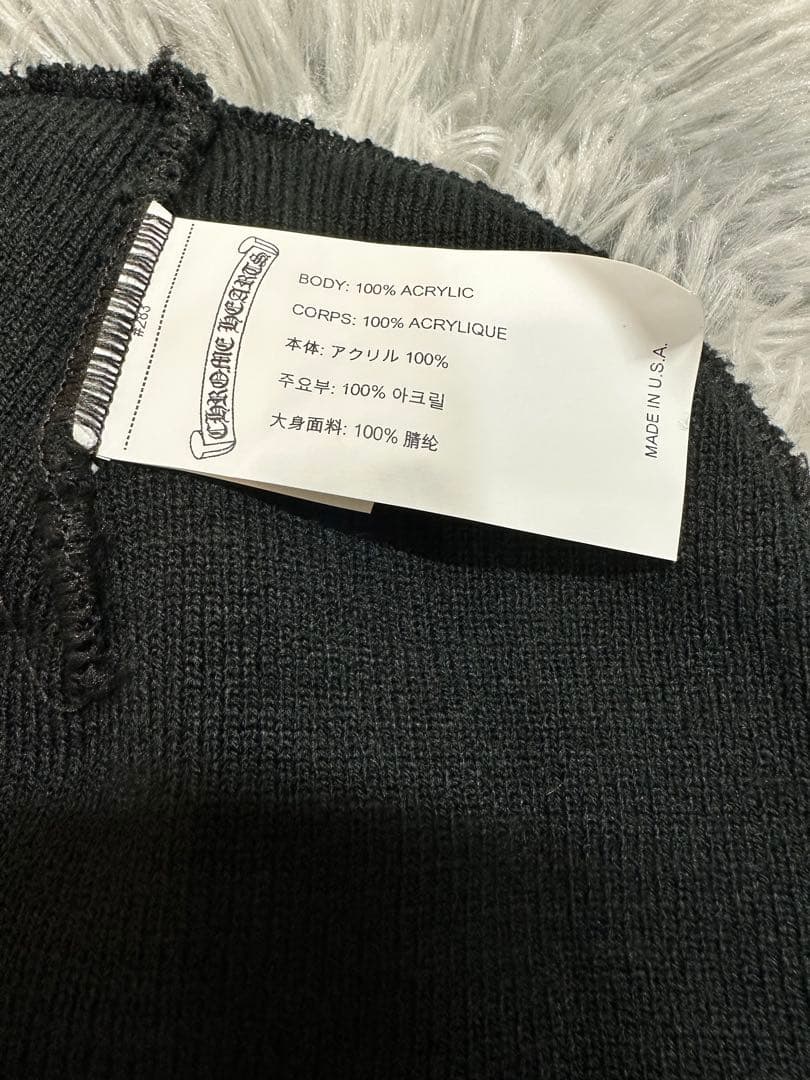 CHROME HEARTS
BODY: 100% ACRYLIC
CORPS: 100% ACRYLIQUE
本体: アクリル 100%
주요부: 100% 아크릴
大身面料: 100% 腈纶
MADE IN U.S.A.
#283